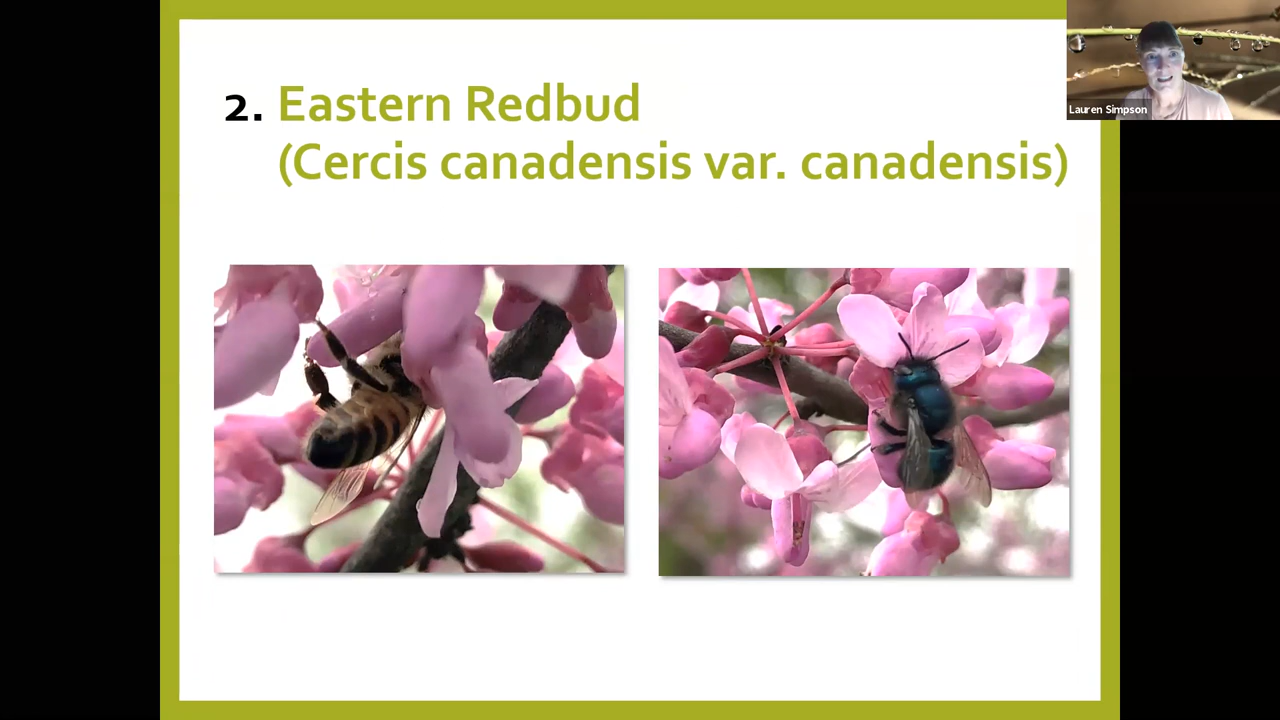 2. Eastern Redbud
(Cercis canadensis var. canadensis)
Lauren Simpson